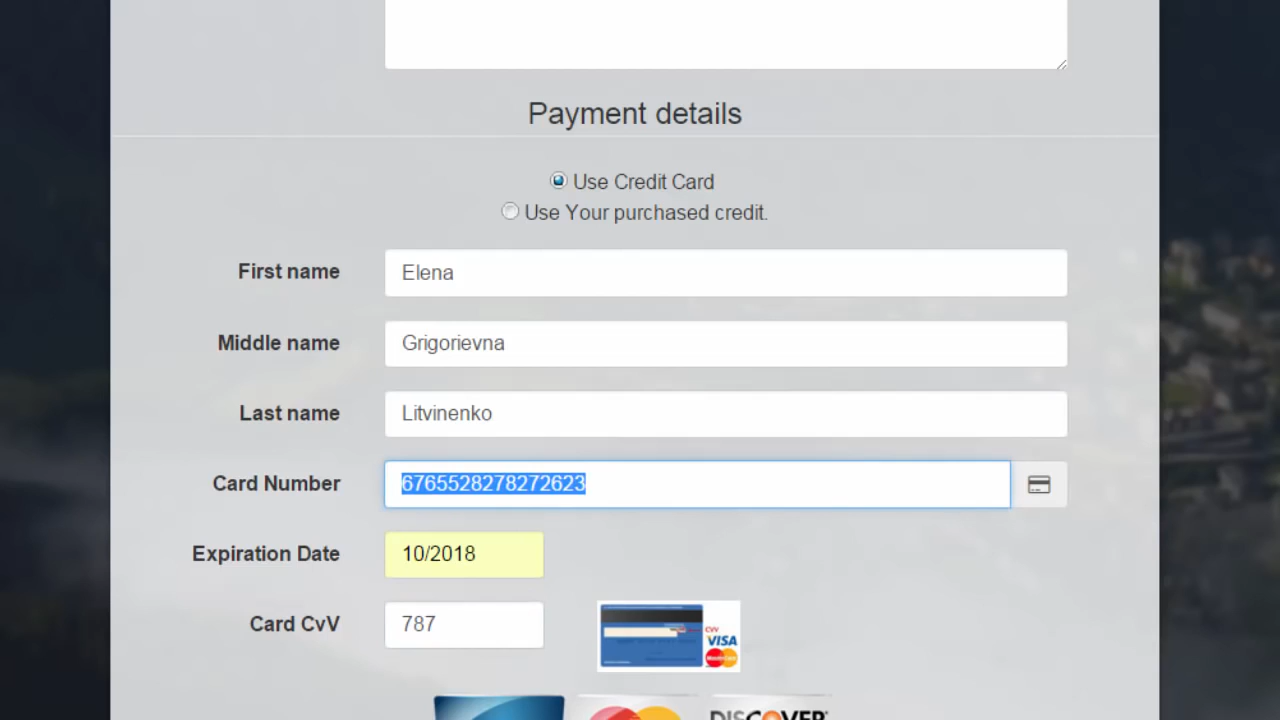 Payment details
Use Credit Card
Use Your purchased credit.
First name Elena
Middle name Grigorievna
Last name Litvinenko
Card Number 6765528278272623
Expiration Date 10/2018
Card CvV 787
CVV
VISA
MasterCard
DISCOVER